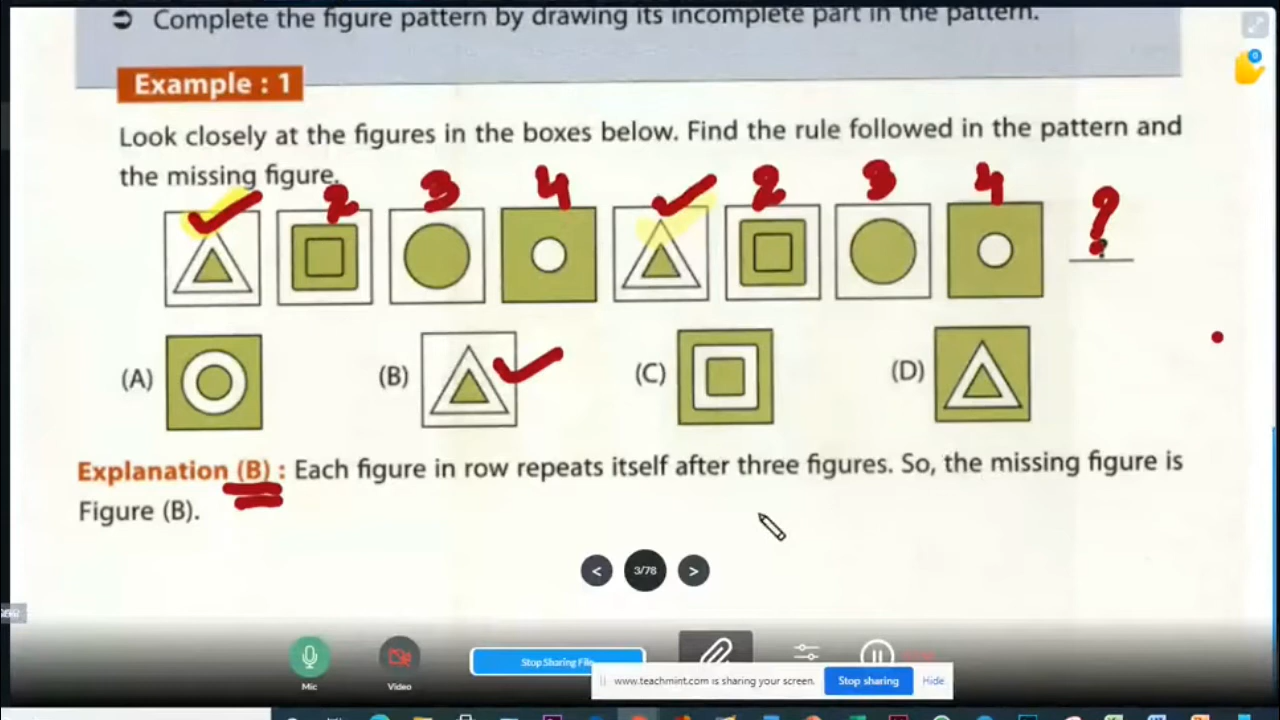 ➲ Complete the figure pattern by drawing its incomplete part in the pattern.
0
Example : 1
Look closely at the figures in the boxes below. Find the rule followed in the pattern and
the missing figure.
2 3 4 2 3 4 ?
?
(A) (B) (C) (D)
Explanation (B) : Each figure in row repeats itself after three figures. So, the missing figure is
Figure (B).
< 3/78 >
Mic Video Stop Sharing File
www.teachmint.com is sharing your screen. Stop sharing Hide